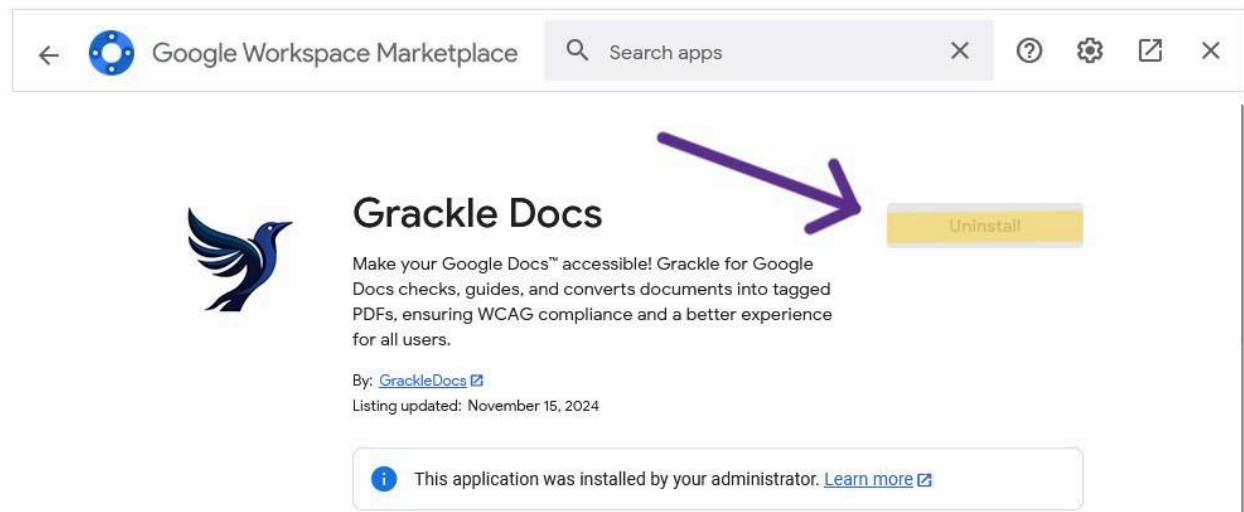 Google Workspace Marketplace
Search apps
Grackle Docs
Uninstall
Make your Google Docs™ accessible! Grackle for Google
Docs checks, guides, and converts documents into tagged
PDFs, ensuring WCAG compliance and a better experience
for all users.
By: GrackleDocs
Listing updated: November 15, 2024
This application was installed by your administrator. Learn more